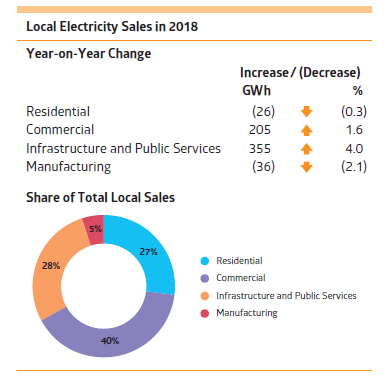 Local Electricity Sales in 2018
Year-on-Year Change
Increase/ (Decrease)
GWh %
Residential (26) (0.3)
Commercial 205 1.6
Infrastructure and Public Services 355 4.0
Manufacturing (36) (2.1)
Share of Total Local Sales
5%
27%
28%
40%
Residential
Commercial
Infrastructure and Public Services
Manufacturing